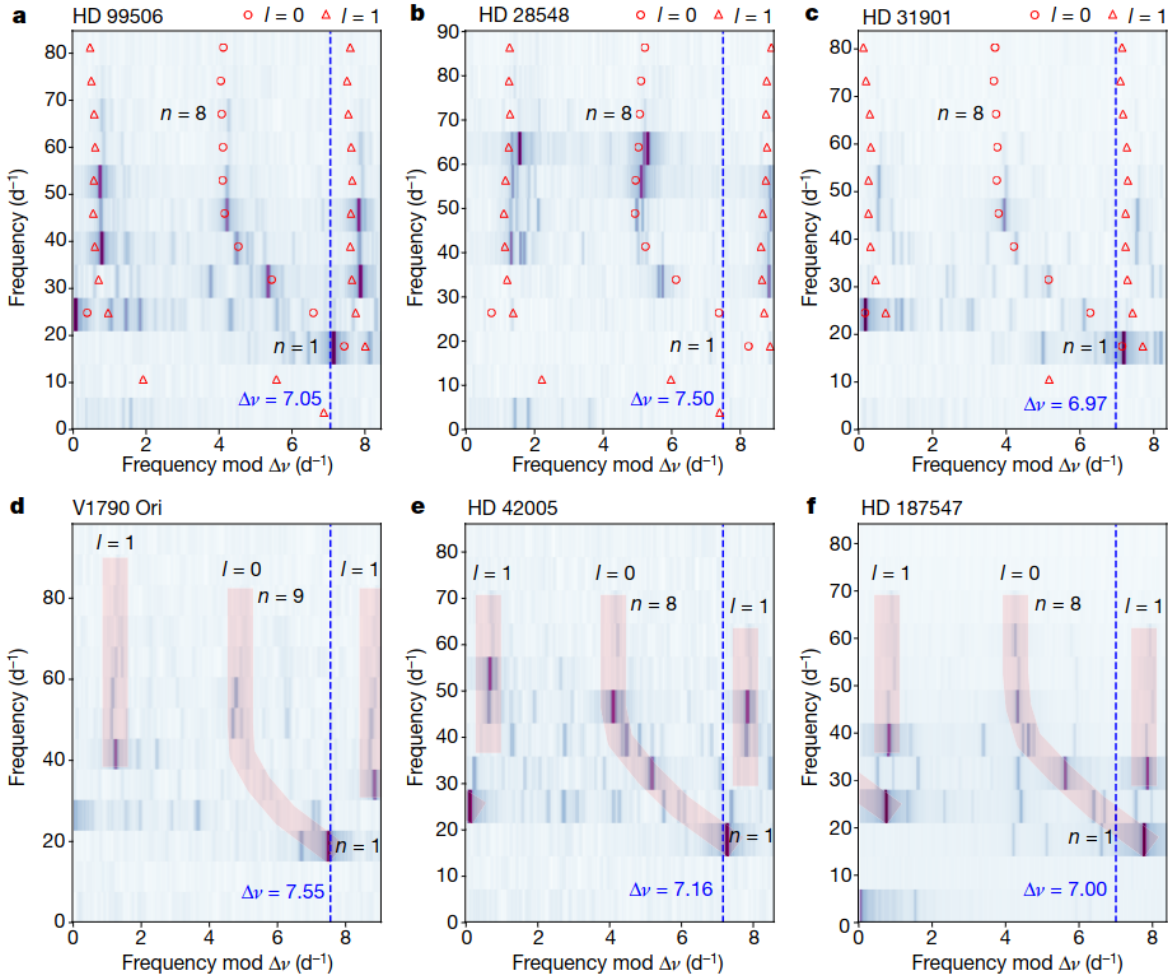 a HD 99506 l = 0 l = 1
Frequency (d⁻¹)
80
70
60
50
40
30
20
10
0
n = 8
n = 1
Δν = 7.05
0 2 4 6 8
Frequency mod Δν (d⁻¹)
b HD 28548 l = 0 l = 1
Frequency (d⁻¹)
90
80
70
60
50
40
30
20
10
0
n = 8
n = 1
Δν = 7.50
0 2 4 6 8
Frequency mod Δν (d⁻¹)
c HD 31901 l = 0 l = 1
Frequency (d⁻¹)
80
70
60
50
40
30
20
10
0
n = 8
n = 1
Δν = 6.97
0 2 4 6 8
Frequency mod Δν (d⁻¹)
d V1790 Ori
Frequency (d⁻¹)
80
60
40
20
0
l = 1
l = 0
l = 1
n = 9
n = 1
Δν = 7.55
0 2 4 6 8
Frequency mod Δν (d⁻¹)
e HD 42005
Frequency (d⁻¹)
80
70
60
50
40
30
20
10
0
l = 1
l = 0
n = 8
l = 1
n = 1
Δν = 7.16
0 2 4 6 8
Frequency mod Δν (d⁻¹)
f HD 187547
Frequency (d⁻¹)
80
70
60
50
40
30
20
10
0
l = 1
l = 0
n = 8
l = 1
n = 1
Δν = 7.00
0 2 4 6 8
Frequency mod Δν (d⁻¹)